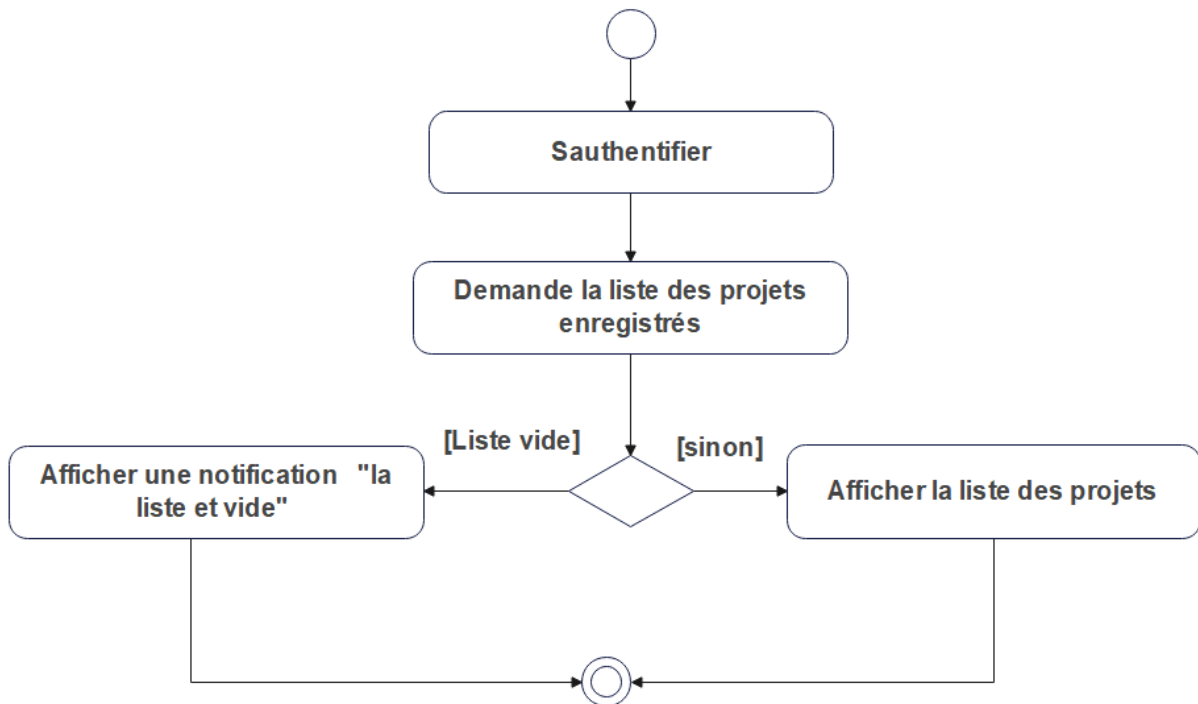 Sauthentifier
Demande la liste des projets
enregistrés
[Liste vide]
[sinon]
Afficher une notification "la
liste et vide"
Afficher la liste des projets